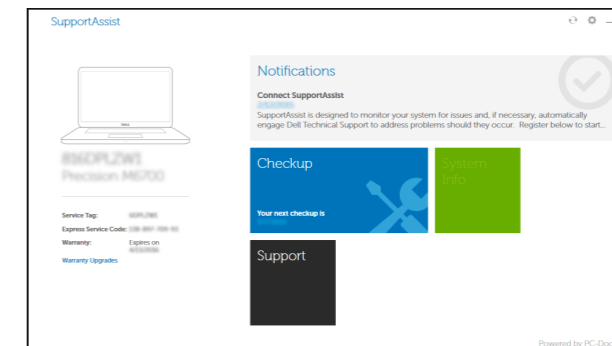 SupportAssist
Notifications
Connect SupportAssist
SupportAssist is designed to monitor your system for issues and, if necessary, automatically
engage Dell Technical Support to address problems should they occur. Register below to start...
Precision M6700
Checkup
System
Info
Your next checkup is
Service Tag:
Express Service Code:
Warranty: Expires on
Warranty Upgrades
Support
Powered by PC-Doc